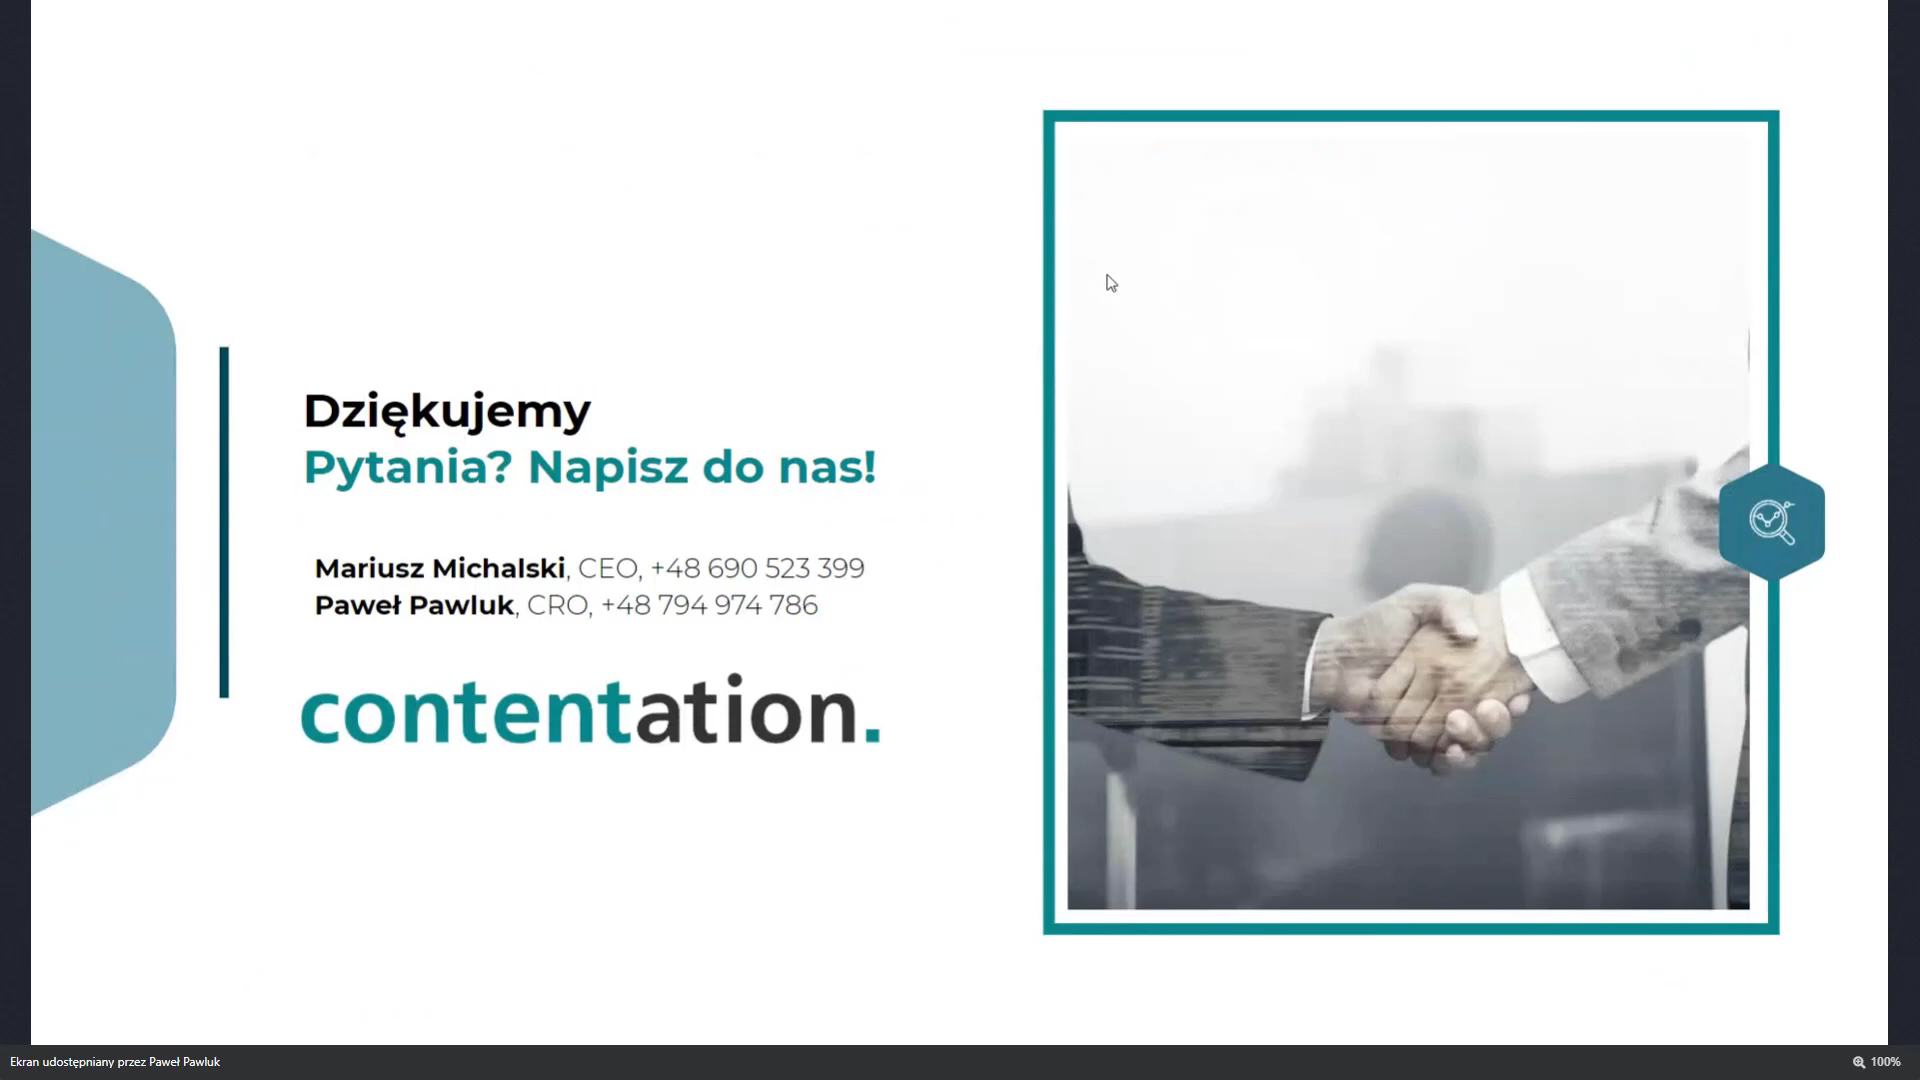 Dziękujemy
Pytania? Napisz do nas!
Mariusz Michalski, CEO, +48 690 523 399
Paweł Pawluk, CRO, +48 794 974 786
contentation.
Ekran udostępniany przez Paweł Pawluk
100%